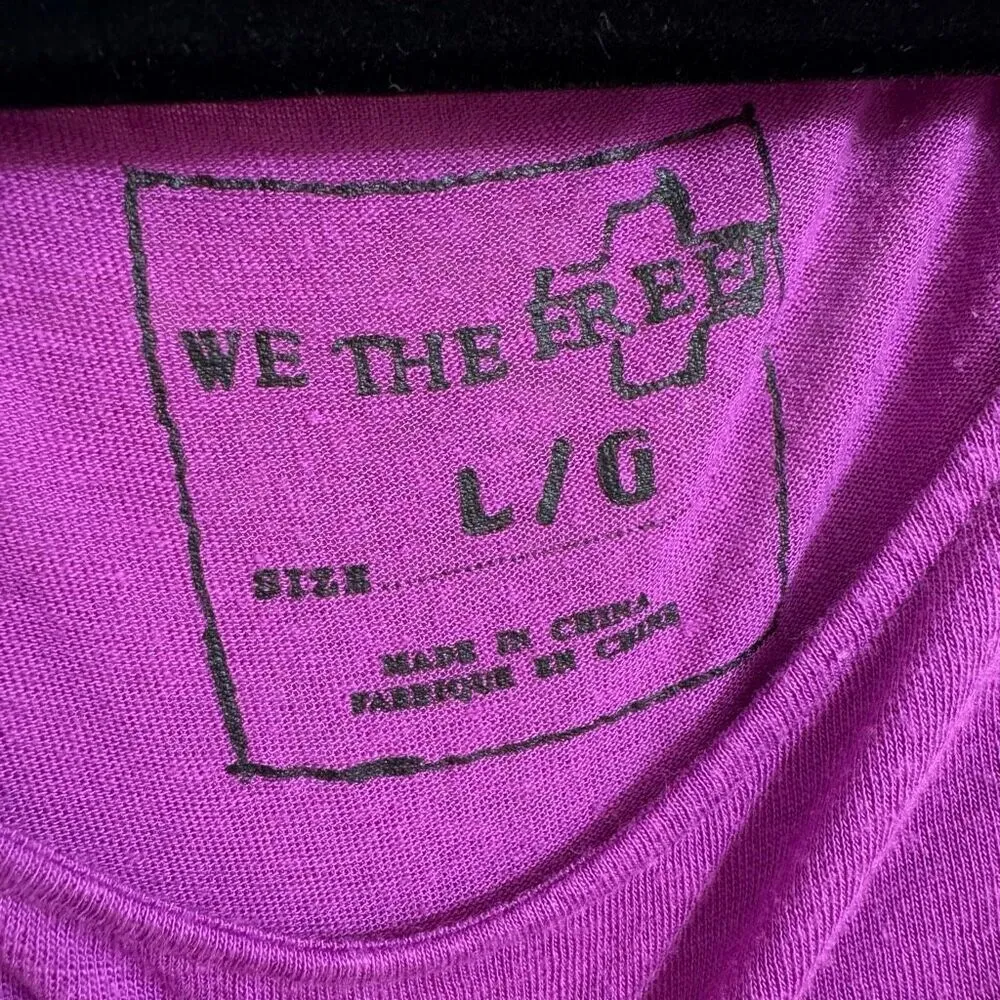 WE THE FREE
L/G
SIZE
MADE IN CHINA
FABRIQUE EN CHINE